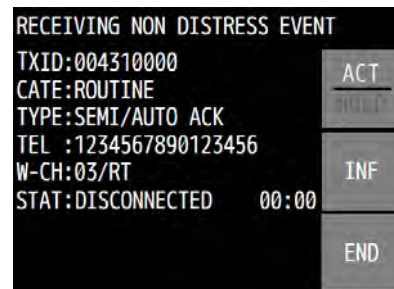 RECEIVING NON DISTRESS EVENT
TXID:004310000
CATE:ROUTINE
TYPE:SEMI/AUTO ACK
TEL :1234567890123456
W-CH:03/RT
STAT:DISCONNECTED 00:00
ACT
HOLD
INF
END